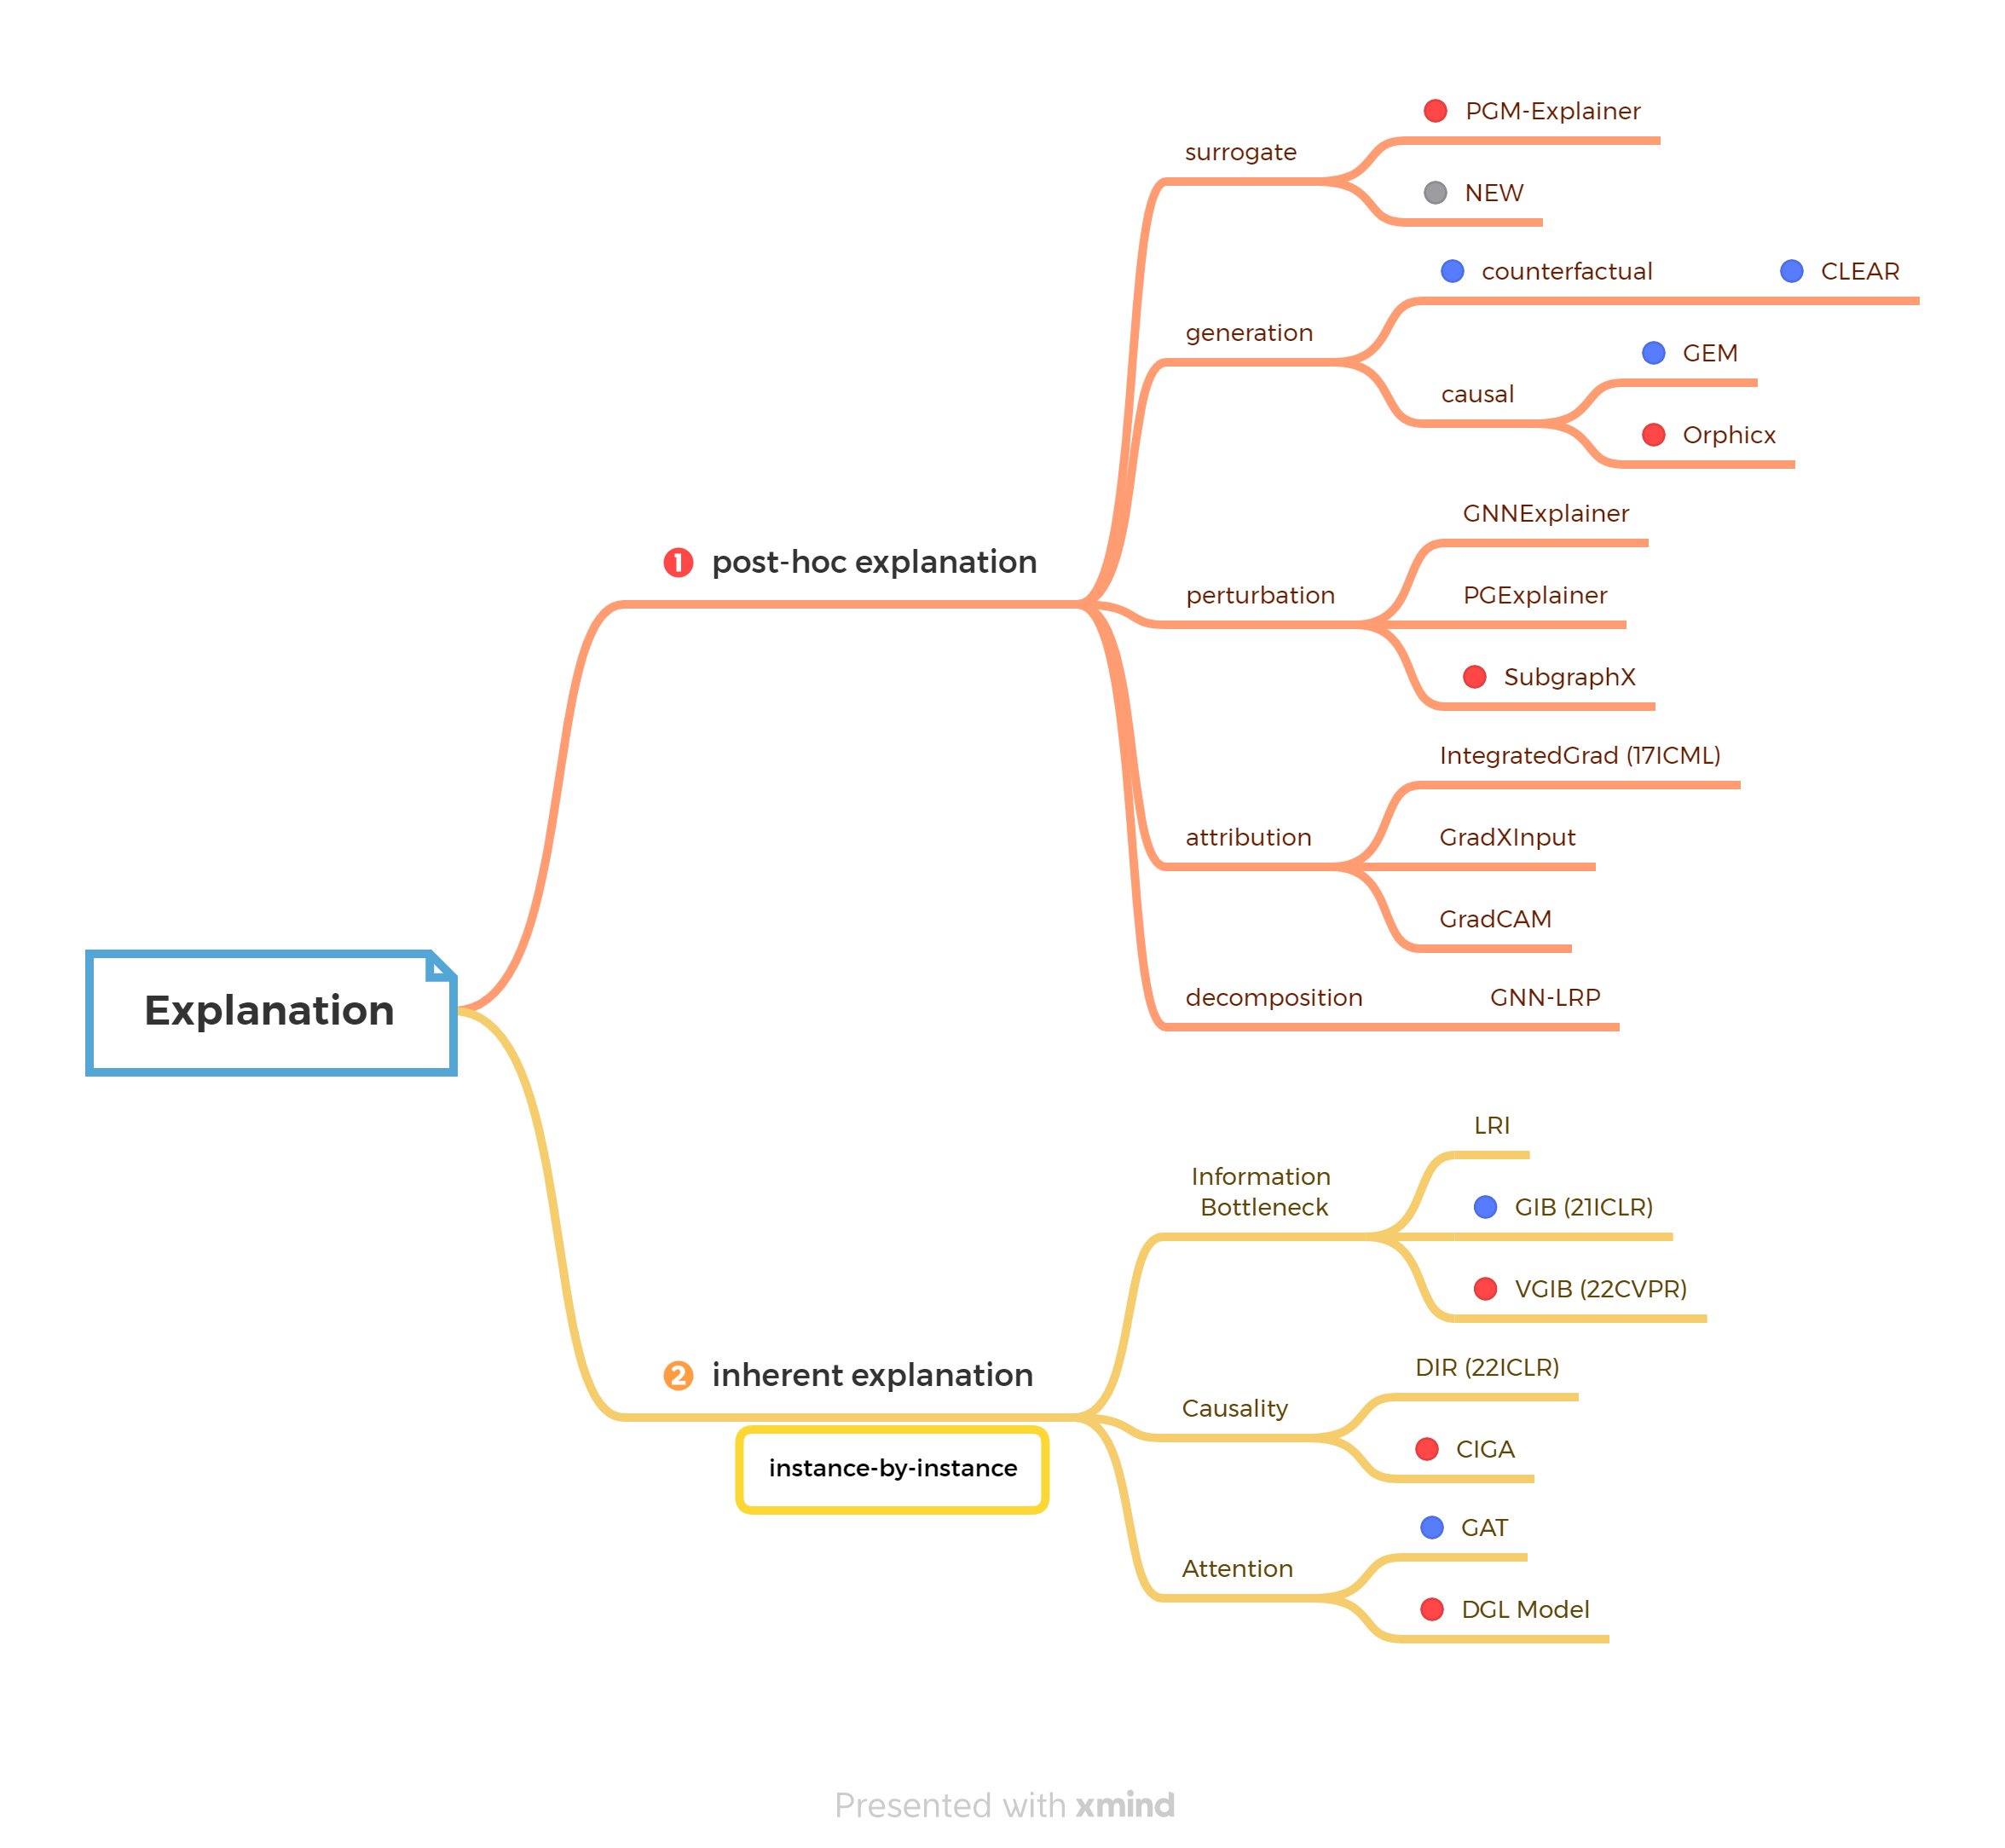 PGM-Explainer
surrogate
NEW
counterfactual
CLEAR
generation
GEM
causal
Orphicx
GNNExplainer
1 post-hoc explanation
perturbation
PGExplainer
SubgraphX
IntegratedGrad (17ICML)
attribution
GradXInput
GradCAM
decomposition
GNN-LRP
Explanation
LRI
Information
Bottleneck
GIB (21ICLR)
VGIB (22CVPR)
2 inherent explanation
instance-by-instance
DIR (22ICLR)
Causality
CIGA
GAT
Attention
DGL Model
Presented with xmind